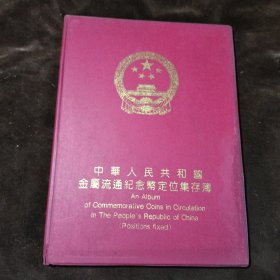 中華人民共和國
金屬流通紀念幣定位集存簿
An Album
of Commemorative Coins in Circulation
in The People's Republic of China
(Positions fixed)